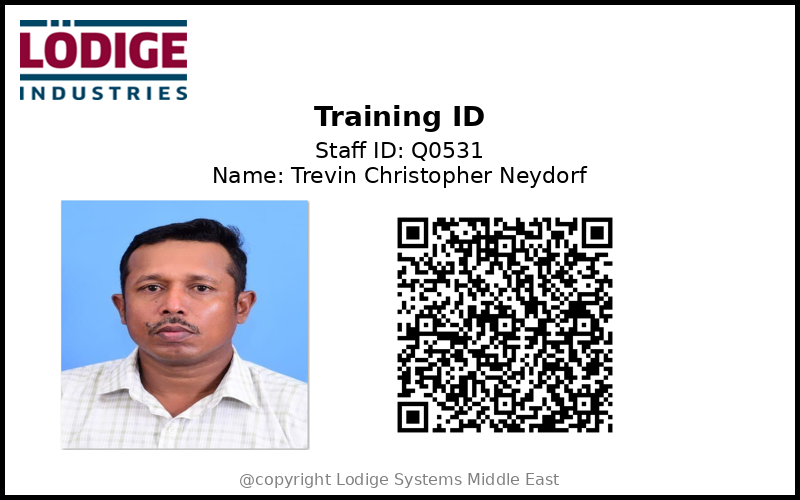 LÖDIGE
INDUSTRIES
Training ID
Staff ID: Q0531
Name: Trevin Christopher Neydorf
@copyright Lodige Systems Middle East